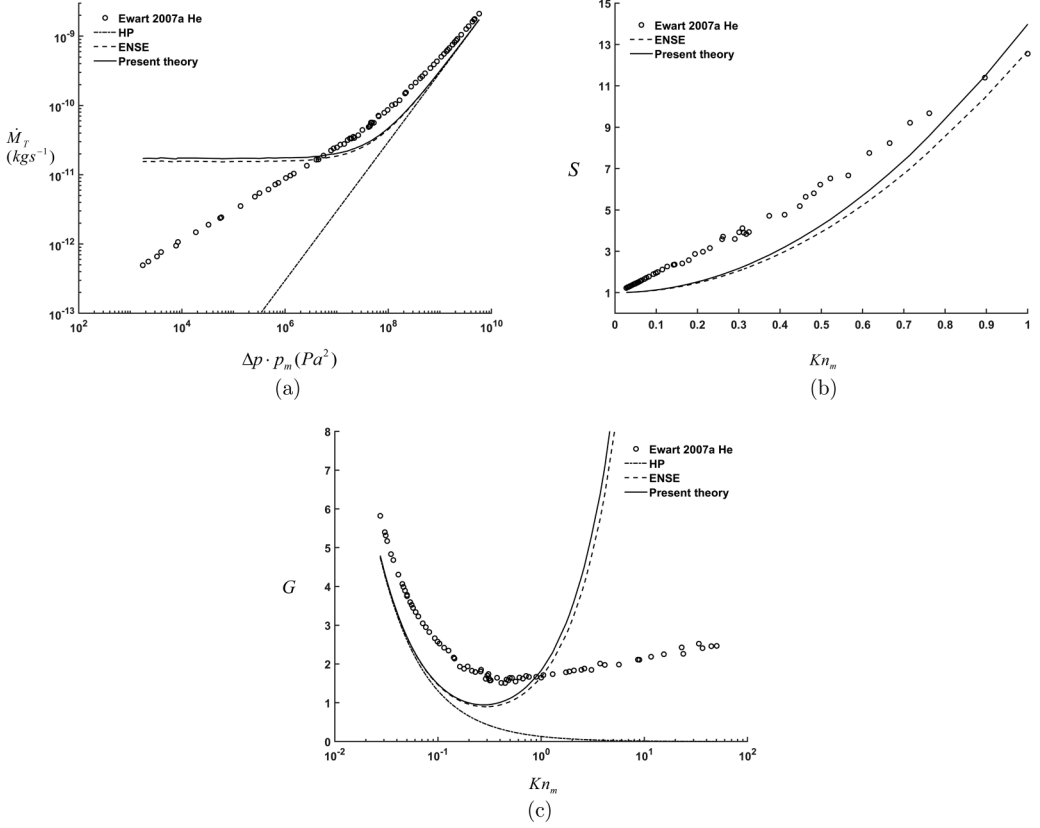 10^-9
10^-10
10^-11
10^-12
10^-13
Ewart 2007a He
HP
ENSE
Present theory
Ṁ_T
(kgs^-1)
10^2 10^4 10^6 10^8 10^10
Δp · p_m (Pa^2)
(a)
15
13
11
9
7
5
3
1
Ewart 2007a He
ENSE
Present theory
S
0 0.1 0.2 0.3 0.4 0.5 0.6 0.7 0.8 0.9 1
Kn_m
(b)
8
7
6
5
4
3
2
1
0
Ewart 2007a He
HP
ENSE
Present theory
G
10^-2 10^-1 10^0 10^1 10^2
Kn_m
(c)